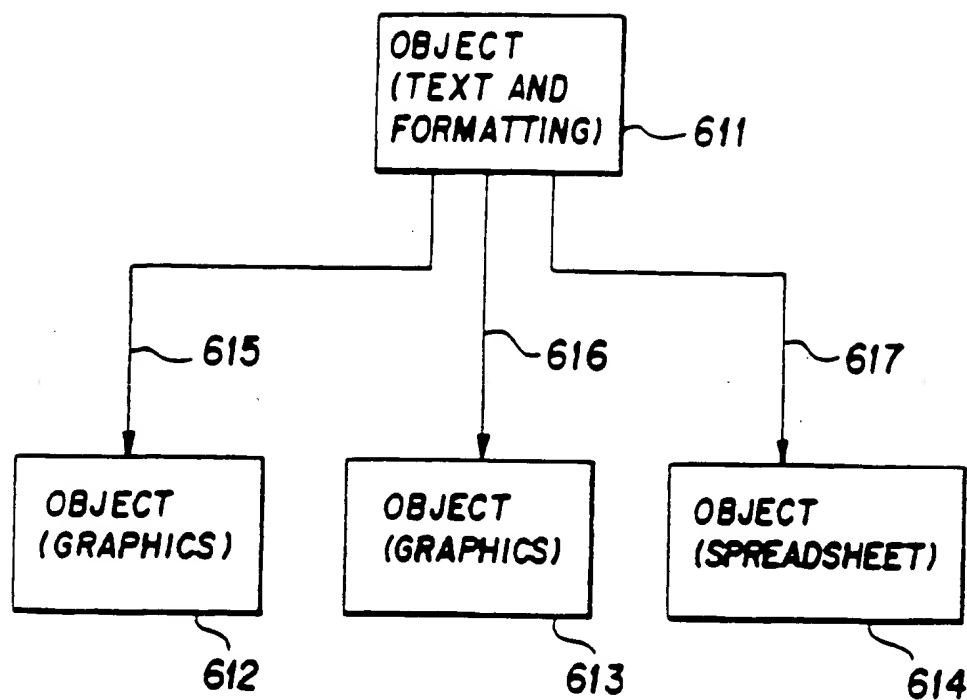 OBJECT
(TEXT AND
FORMATTING)
611
615
616
617
OBJECT
(GRAPHICS)
OBJECT
(GRAPHICS)
OBJECT
(SPREADSHEET)
612
613
614